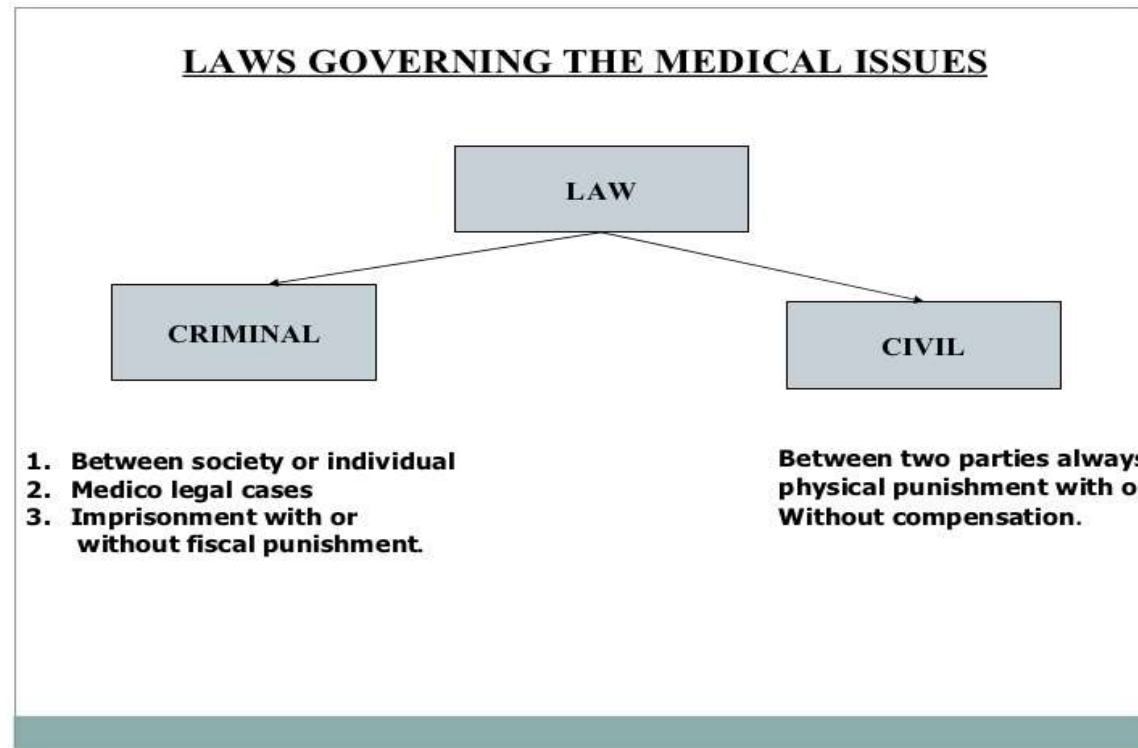 LAWS GOVERNING THE MEDICAL ISSUES
LAW
CRIMINAL
CIVIL
1. Between society or individual
2. Medico legal cases
3. Imprisonment with or
without fiscal punishment.
Between two parties always
physical punishment with o
Without compensation.